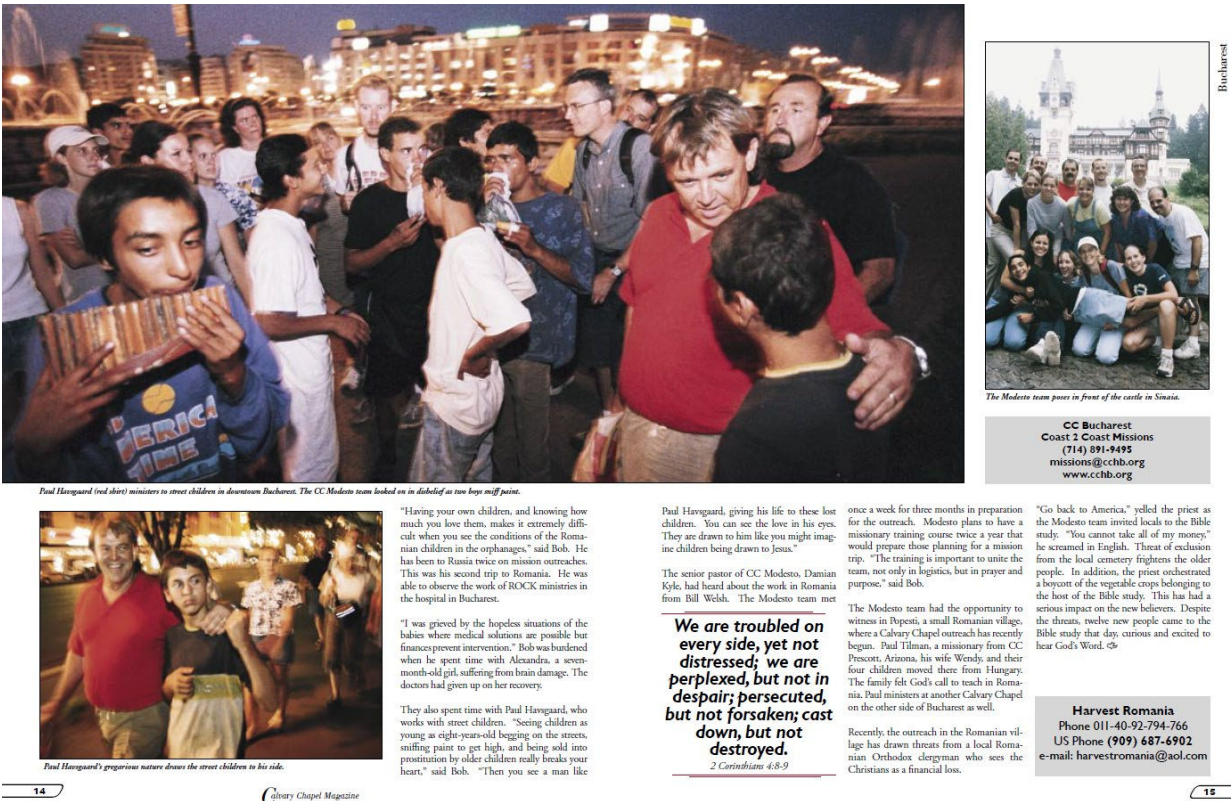 AMERICA
TIME
Bucharest
Paul Havsgaard (red shirt) ministers to street children in downtown Bucharest. The CC Modesto team looked on in disbelief as two boys sniff paint.
The Modesto team poses in front of the castle in Sinaia.
CC Bucharest
Coast 2 Coast Missions
(714) 891-9495
missions@cchb.org
www.cchb.org
Paul Havsgaard's gregarious nature draws the street children to his side.
"Having your own children, and knowing how
much you love them, makes it extremely diffi-
cult when you see the conditions of the Roma-
nian children in the orphanages," said Bob. He
has been to Russia twice on mission outreaches.
This was his second trip to Romania. He was
able to observe the work of ROCK ministries in
the hospital in Bucharest.
"I was grieved by the hopeless situations of the
babies where medical solutions are possible but
finances prevent intervention." Bob was burdened
when he spent time with Alexandra, a seven-
month-old girl, suffering from brain damage. The
doctors had given up on her recovery.
They also spent time with Paul Havsgaard, who
works with street children. "Seeing children as
young as eight-years-old begging on the streets,
sniffing paint to get high, and being sold into
prostitution by older children really breaks your
heart," said Bob. "Then you see a man like
Paul Havsgaard, giving his life to these lost
children. You can see the love in his eyes.
They are drawn to him like you might imag-
ine children being drawn to Jesus."
The senior pastor of CC Modesto, Damian
Kyle, had heard about the work in Romania
from Bill Welsh. The Modesto team met
We are troubled on
every side, yet not
distressed; we are
perplexed, but not in
despair; persecuted,
but not forsaken; cast
down, but not
destroyed.
2 Corinthians 4:8-9
once a week for three months in preparation
for the outreach. Modesto plans to have a
missionary training course twice a year that
would prepare those planning for a mission
trip. "The training is important to unite the
team, not only in logistics, but in prayer and
purpose," said Bob.
The Modesto team had the opportunity to
witness in Popesti, a small Romanian village,
where a Calvary Chapel outreach has recently
begun. Paul Tilman, a missionary from CC
Prescott, Arizona, his wife Wendy, and their
four children moved there from Hungary.
The family felt God's call to teach in Roma-
nia. Paul ministers at another Calvary Chapel
on the other side of Bucharest as well.
Recently, the outreach in the Romanian vil-
lage has drawn threats from a local Roma-
nian Orthodox clergyman who sees the
Christians as a financial loss.
"Go back to America," yelled the priest as
the Modesto team invited locals to the Bible
study. "You cannot take all of my money,"
he screamed in English. Threat of exclusion
from the local cemetery frightens the older
people. In addition, the priest orchestrated
a boycott of the vegetable crops belonging to
the host of the Bible study. This has had a
serious impact on the new believers. Despite
the threats, twelve new people came to the
Bible study that day, curious and excited to
hear God's Word.
Harvest Romania
Phone 011-40-92-794-766
US Phone (909) 687-6902
e-mail: harvestromania@aol.com
14
Calvary Chapel Magazine
15